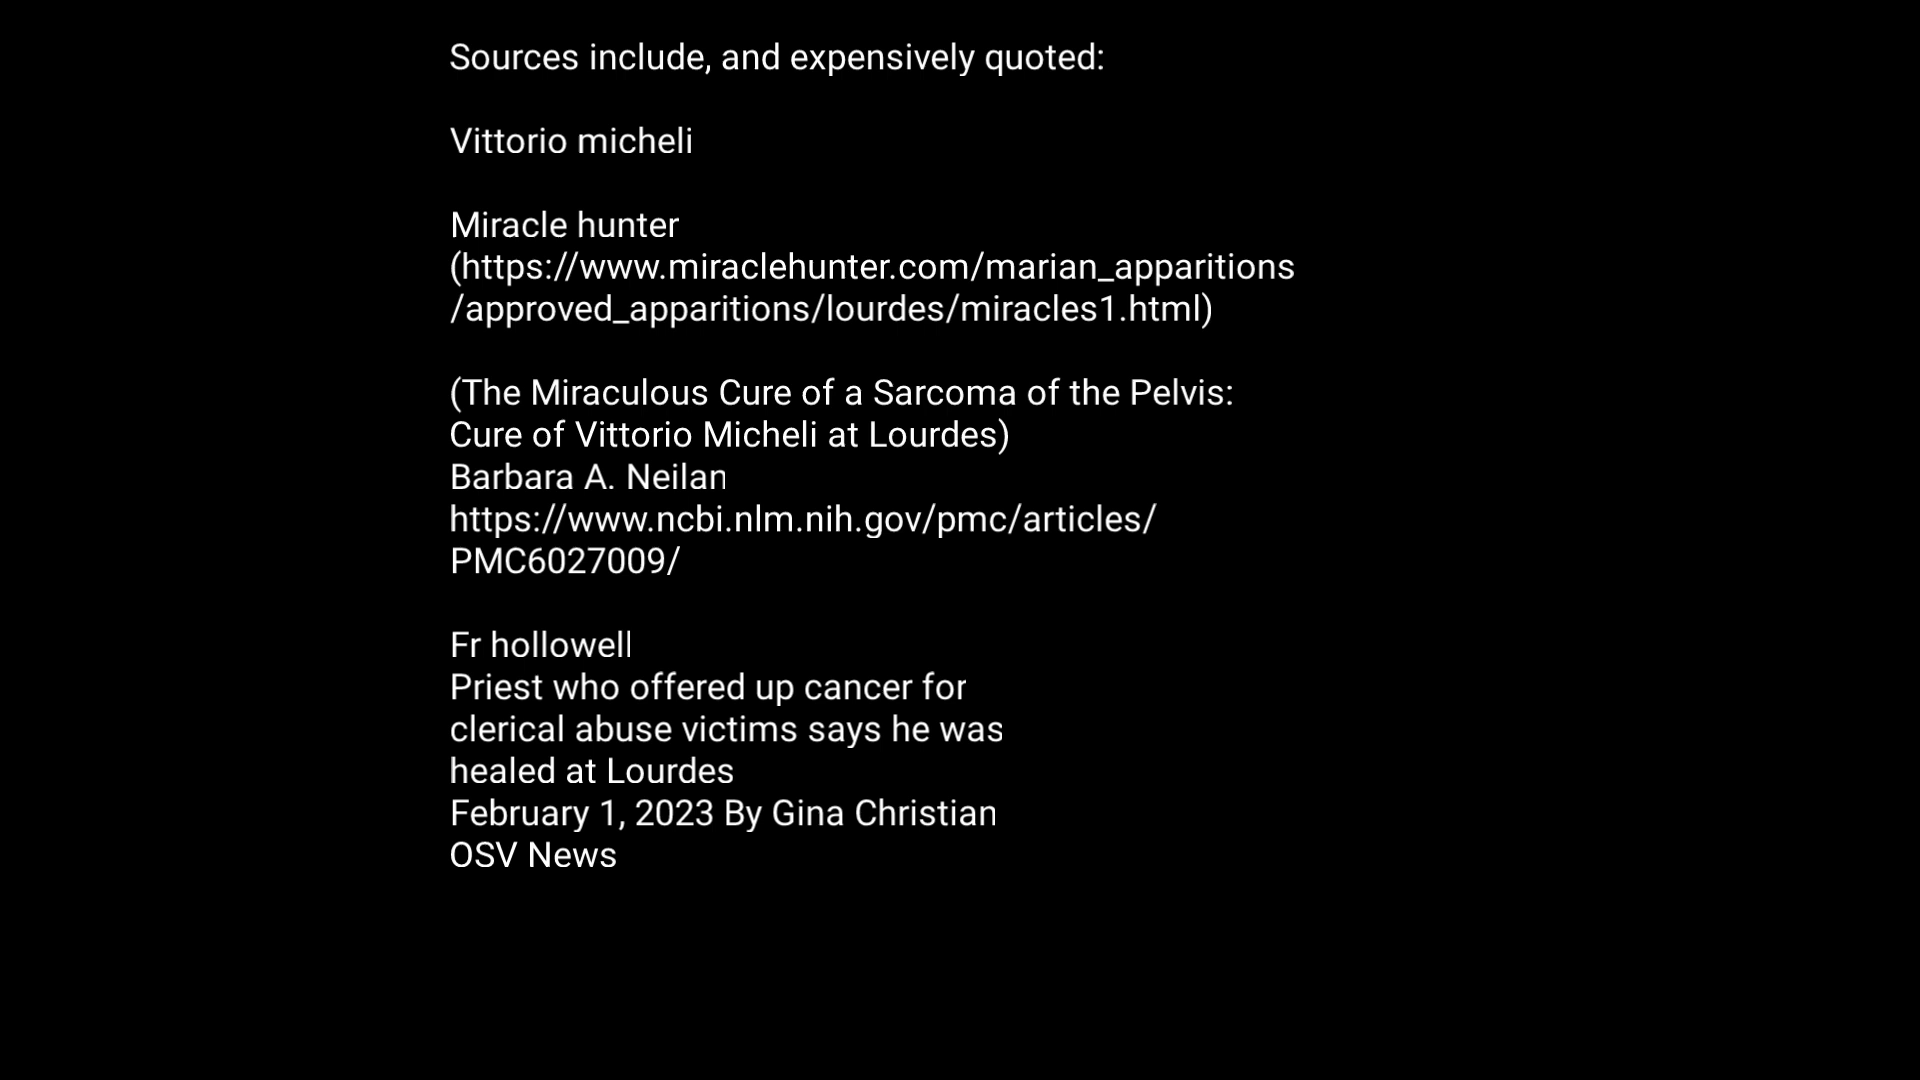 Sources include, and expensively quoted:
Vittorio micheli
Miracle hunter
(https://www.miraclehunter.com/marian_apparitions
/approved_apparitions/lourdes/miracles1.html)
(The Miraculous Cure of a Sarcoma of the Pelvis:
Cure of Vittorio Micheli at Lourdes)
Barbara A. Neilan
https://www.ncbi.nlm.nih.gov/pmc/articles/
PMC6027009/
Fr hollowell
Priest who offered up cancer for
clerical abuse victims says he was
healed at Lourdes
February 1, 2023 By Gina Christian
OSV News